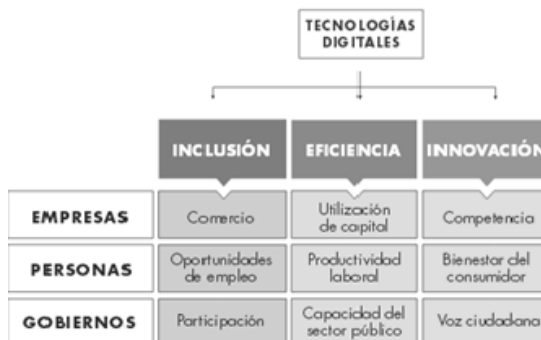 TECNOLOGÍAS
DIGITALES
INCLUSIÓN EFICIENCIA INNOVACIÓN
EMPRESAS
Comercio
Utilización
de capital
Competencia
PERSONAS
Oportunidades
de empleo
Productividad
laboral
Bienestar del
consumidor
GOBIERNOS
Participación
Capacidad del
sector público
Voz ciudadana